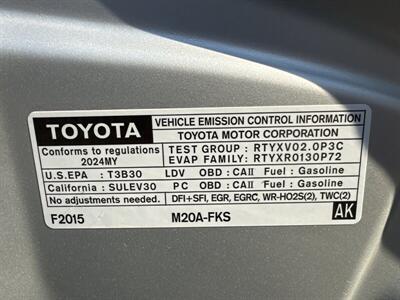 TOYOTA
VEHICLE EMISSION CONTROL INFORMATION
TOYOTA MOTOR CORPORATION
Conforms to regulations
2024MY
TEST GROUP : RTYXV02.0P3C
EVAP FAMILY: RTYXR0130P72
U.S.EPA : T3B30 LDV OBD : CAII Fuel : Gasoline
California : SULEV30 PC OBD : CAII Fuel : Gasoline
No adjustments needed. DFI+SFI, EGR, EGRC, WR-HO2S(2), TWC(2)
F2015 M20A-FKS AK